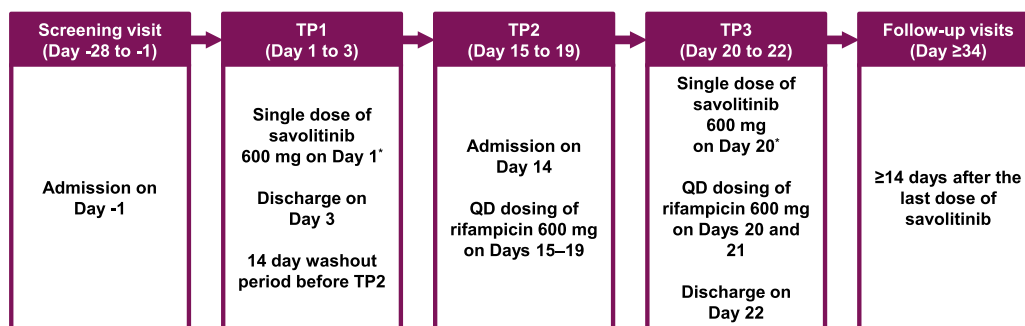 Screening visit
(Day -28 to -1)
Admission on
Day -1
TP1
(Day 1 to 3)
Single dose of
savolitinib
600 mg on Day 1*
Discharge on
Day 3
14 day washout
period before TP2
TP2
(Day 15 to 19)
Admission on
Day 14
QD dosing of
rifampicin 600 mg
on Days 15–19
TP3
(Day 20 to 22)
Single dose of
savolitinib
600 mg
on Day 20*
QD dosing of
rifampicin 600 mg
on Days 20 and
21
Discharge on
Day 22
Follow-up visits
(Day ≥34)
≥14 days after the
last dose of
savolitinib